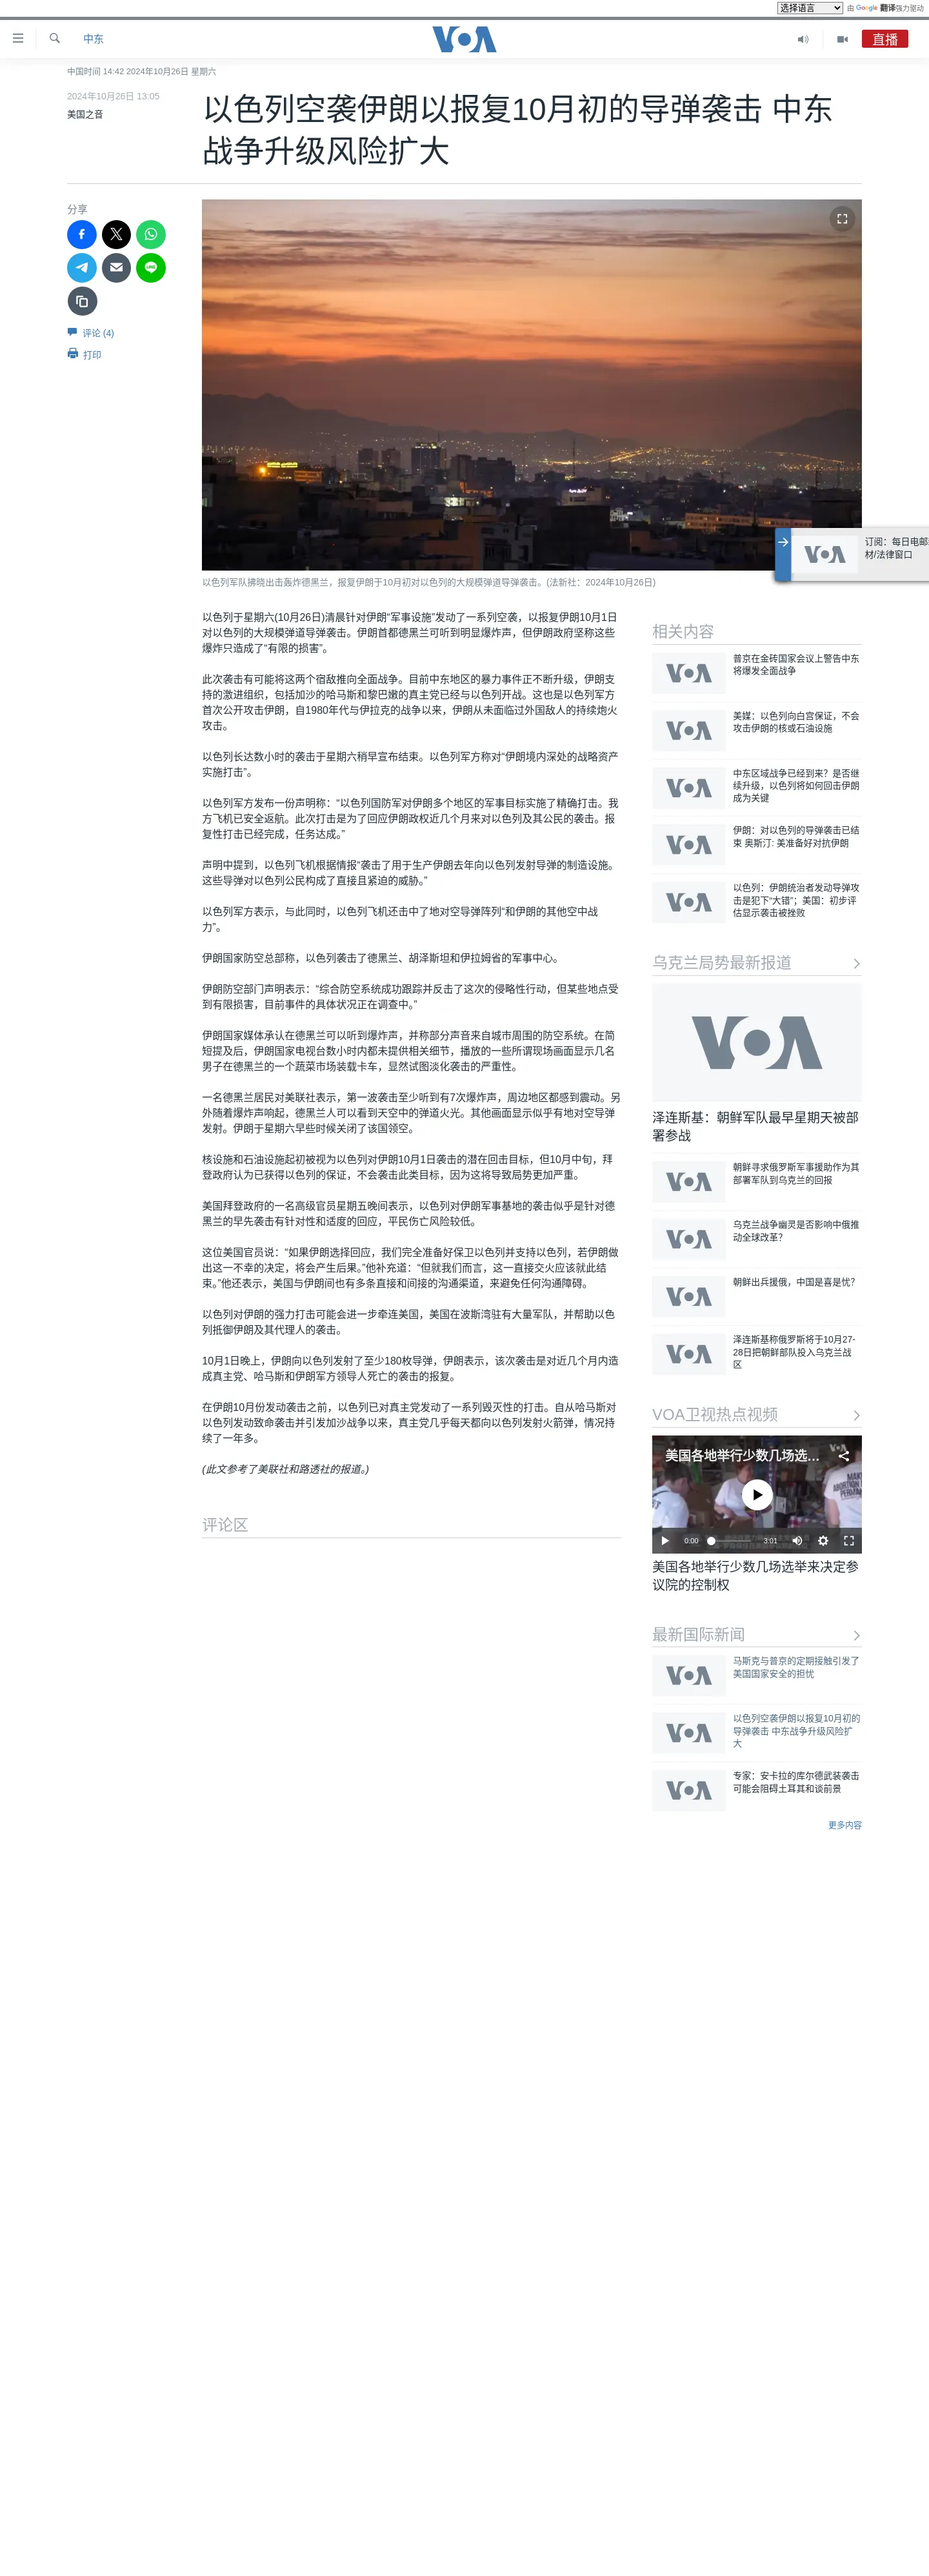 选择语言
由 Google 翻译强力驱动
中东
VOA
直播
中国时间 14:42 2024年10月26日 星期六
2024年10月26日 13:05
美国之音
以色列空袭伊朗以报复10月初的导弹袭击 中东
战争升级风险扩大
分享
评论 (4)
打印
以色列军队拂晓出击轰炸德黑兰，报复伊朗于10月初对以色列的大规模弹道导弹袭击。(法新社：2024年10月26日)
VOA
订阅：每日电邮
材/法律窗口
以色列于星期六(10月26日)清晨针对伊朗“军事设施”发动了一系列空袭，以报复伊朗10月1日
对以色列的大规模弹道导弹袭击。伊朗首都德黑兰可听到明显爆炸声，但伊朗政府坚称这些
爆炸只造成了“有限的损害”。
此次袭击有可能将这两个宿敌推向全面战争。目前中东地区的暴力事件正不断升级，伊朗支
持的激进组织，包括加沙的哈马斯和黎巴嫩的真主党已经与以色列开战。这也是以色列军方
首次公开攻击伊朗，自1980年代与伊拉克的战争以来，伊朗从未面临过外国敌人的持续炮火
攻击。
以色列长达数小时的袭击于星期六稍早宣布结束。以色列军方称对“伊朗境内深处的战略资产
实施打击”。
以色列军方发布一份声明称：“以色列国防军对伊朗多个地区的军事目标实施了精确打击。我
方飞机已安全返航。此次打击是为了回应伊朗政权近几个月来对以色列及其公民的袭击。报
复性打击已经完成，任务达成。”
声明中提到，以色列飞机根据情报“袭击了用于生产伊朗去年向以色列发射导弹的制造设施。
这些导弹对以色列公民构成了直接且紧迫的威胁。”
以色列军方表示，与此同时，以色列飞机还击中了地对空导弹阵列“和伊朗的其他空中战
力”。
伊朗国家防空总部称，以色列袭击了德黑兰、胡泽斯坦和伊拉姆省的军事中心。
伊朗防空部门声明表示：“综合防空系统成功跟踪并反击了这次的侵略性行动，但某些地点受
到有限损害，目前事件的具体状况正在调查中。”
伊朗国家媒体承认在德黑兰可以听到爆炸声，并称部分声音来自城市周围的防空系统。在简
短提及后，伊朗国家电视台数小时内都未提供相关细节，播放的一些所谓现场画面显示几名
男子在德黑兰的一个蔬菜市场装载卡车，显然试图淡化袭击的严重性。
一名德黑兰居民对美联社表示，第一波袭击至少听到有7次爆炸声，周边地区都感到震动。另
外随着爆炸声响起，德黑兰人可以看到天空中的弹道火光。其他画面显示似乎有地对空导弹
发射。伊朗于星期六早些时候关闭了该国领空。
核设施和石油设施起初被视为以色列对伊朗10月1日袭击的潜在回击目标，但10月中旬，拜
登政府认为已获得以色列的保证，不会袭击此类目标，因为这将导致局势更加严重。
美国拜登政府的一名高级官员星期五晚间表示，以色列对伊朗军事基地的袭击似乎是针对德
黑兰的早先袭击有针对性和适度的回应，平民伤亡风险较低。
这位美国官员说：“如果伊朗选择回应，我们完全准备好保卫以色列并支持以色列，若伊朗做
出这一不幸的决定，将会产生后果。”他补充道：“但就我们而言，这一直接交火应该就此结
束。”他还表示，美国与伊朗间也有多条直接和间接的沟通渠道，来避免任何沟通障碍。
以色列对伊朗的强力打击可能会进一步牵连美国，美国在波斯湾驻有大量军队，并帮助以色
列抵御伊朗及其代理人的袭击。
10月1日晚上，伊朗向以色列发射了至少180枚导弹，伊朗表示，该次袭击是对近几个月内造
成真主党、哈马斯和伊朗军方领导人死亡的袭击的报复。
在伊朗10月份发动袭击之前，以色列已对真主党发动了一系列毁灭性的打击。自从哈马斯对
以色列发动致命袭击并引发加沙战争以来，真主党几乎每天都向以色列发射火箭弹，情况持
续了一年多。
(此文参考了美联社和路透社的报道。)
评论区
相关内容
VOA
普京在金砖国家会议上警告中东
将爆发全面战争
VOA
美媒：以色列向白宫保证，不会
攻击伊朗的核或石油设施
VOA
中东区域战争已经到来？是否继
续升级，以色列将如何回击伊朗
成为关键
VOA
伊朗：对以色列的导弹袭击已结
束 奥斯汀: 美准备好对抗伊朗
VOA
以色列：伊朗统治者发动导弹攻
击是犯下“大错”；美国：初步评
估显示袭击被挫败
乌克兰局势最新报道
VOA
泽连斯基：朝鲜军队最早星期天被部
署参战
VOA
朝鲜寻求俄罗斯军事援助作为其
部署军队到乌克兰的回报
VOA
乌克兰战争幽灵是否影响中俄推
动全球改革？
VOA
朝鲜出兵援俄，中国是喜是忧？
VOA
泽连斯基称俄罗斯将于10月27-
28日把朝鲜部队投入乌克兰战
区
VOA卫视热点视频
美国各地举行少数几场选...
0:00
3:01
美国各地举行少数几场选举来决定参
议院的控制权
最新国际新闻
VOA
马斯克与普京的定期接触引发了
美国国家安全的担忧
VOA
以色列空袭伊朗以报复10月初的
导弹袭击 中东战争升级风险扩
大
VOA
专家：安卡拉的库尔德武装袭击
可能会阻碍土耳其和谈前景
更多内容